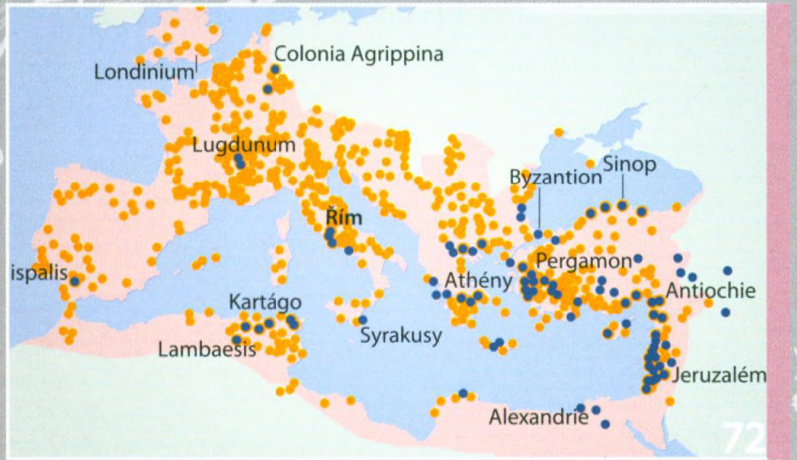 Colonia Agrippina
Londinium
Lugdunum
Byzantion
Sinop
Řím
ispalis
Pergamon
Athény
Antiochie
Kartágo
Syrakusy
Lambaesis
Jeruzalém
Alexandrie
72